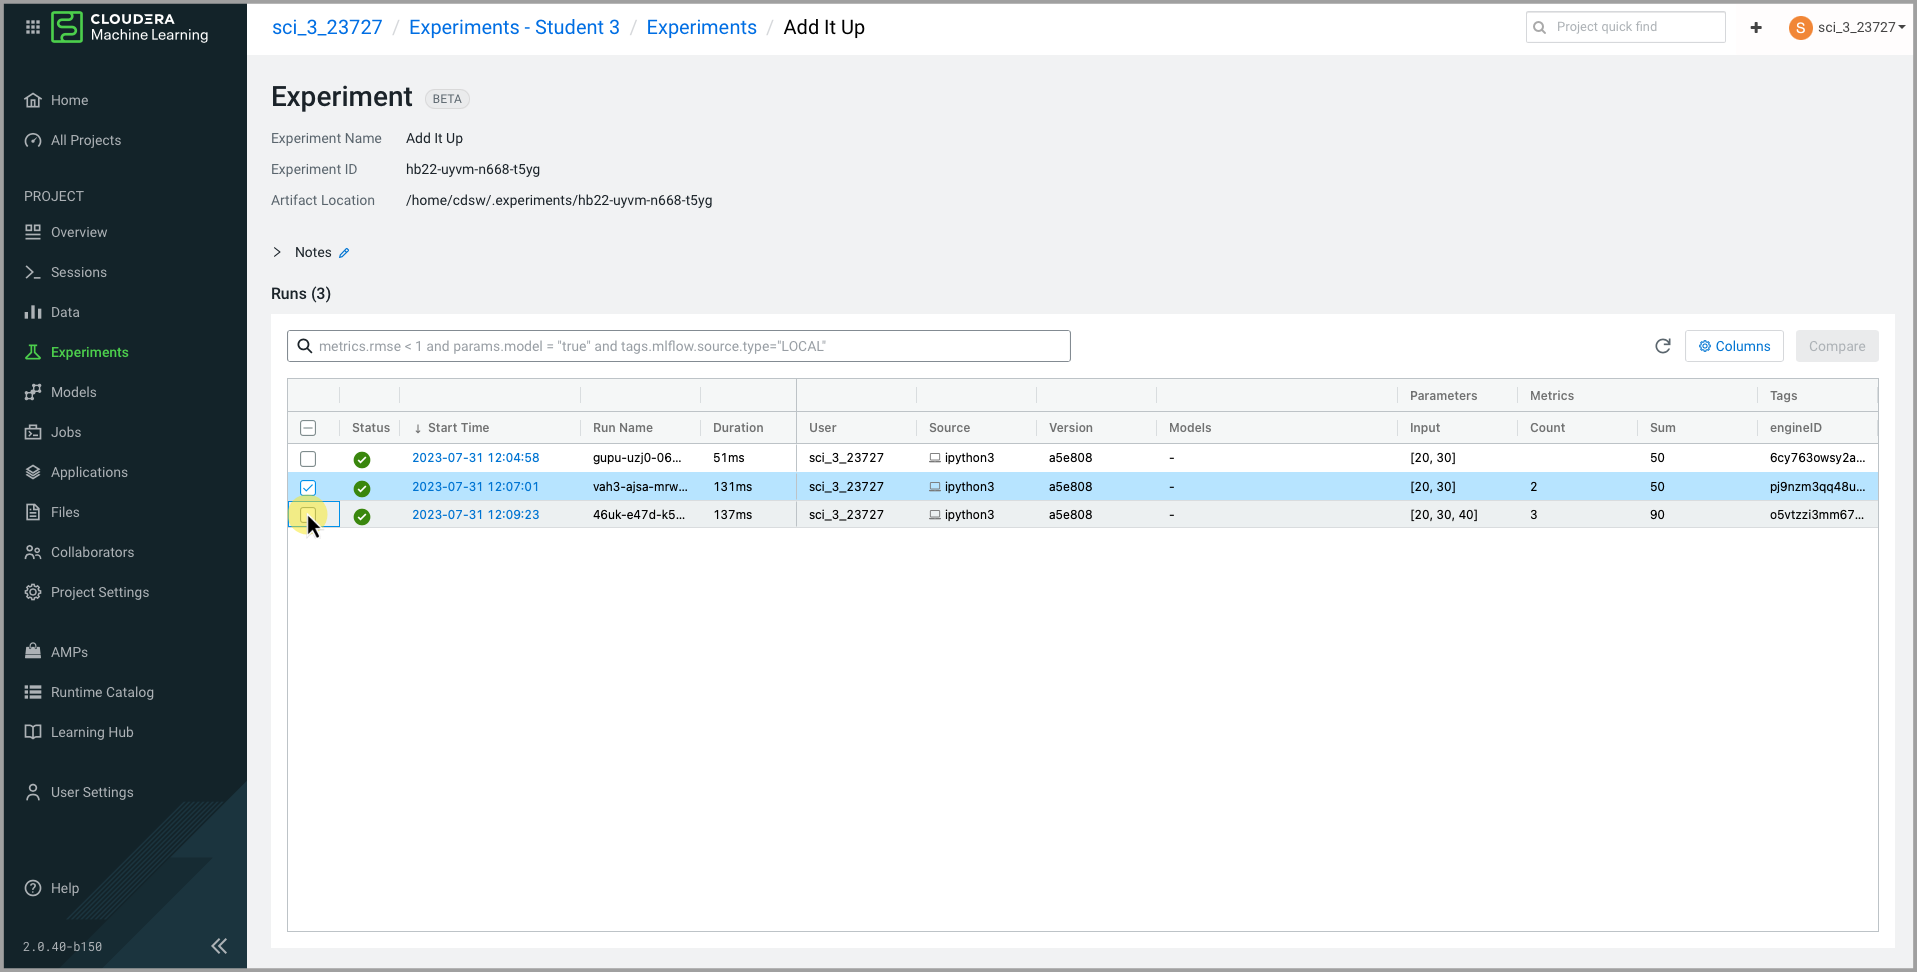 CLOUDERA
Machine Learning
sci_3_23727 / Experiments - Student 3 / Experiments / Add It Up
Project quick find
+
S sci_3_23727
Home
All Projects
PROJECT
Overview
Sessions
Data
Experiments
Models
Jobs
Applications
Files
Collaborators
Project Settings
AMPs
Runtime Catalog
Learning Hub
User Settings
Help
2.0.40-b150
Experiment BETA
Experiment Name Add It Up
Experiment ID hb22-uyvm-n668-t5yg
Artifact Location /home/cdsw/.experiments/hb22-uyvm-n668-t5yg
Notes
Runs (3)
metrics.rmse < 1 and params.model = "true" and tags.mlflow.source.type="LOCAL"
Columns
Compare
Parameters Metrics Tags
Status ↓ Start Time Run Name Duration User Source Version Models Input Count Sum engineID
2023-07-31 12:04:58 gupu-uzj0-06... 51ms sci_3_23727 ipython3 a5e808 - [20, 30] 50 6cy763owsy2a...
2023-07-31 12:07:01 vah3-ajsa-mrw... 131ms sci_3_23727 ipython3 a5e808 - [20, 30] 2 50 pj9nzm3qq48u...
2023-07-31 12:09:23 46uk-e47d-k5... 137ms sci_3_23727 ipython3 a5e808 - [20, 30, 40] 3 90 o5vtzzi3mm67...